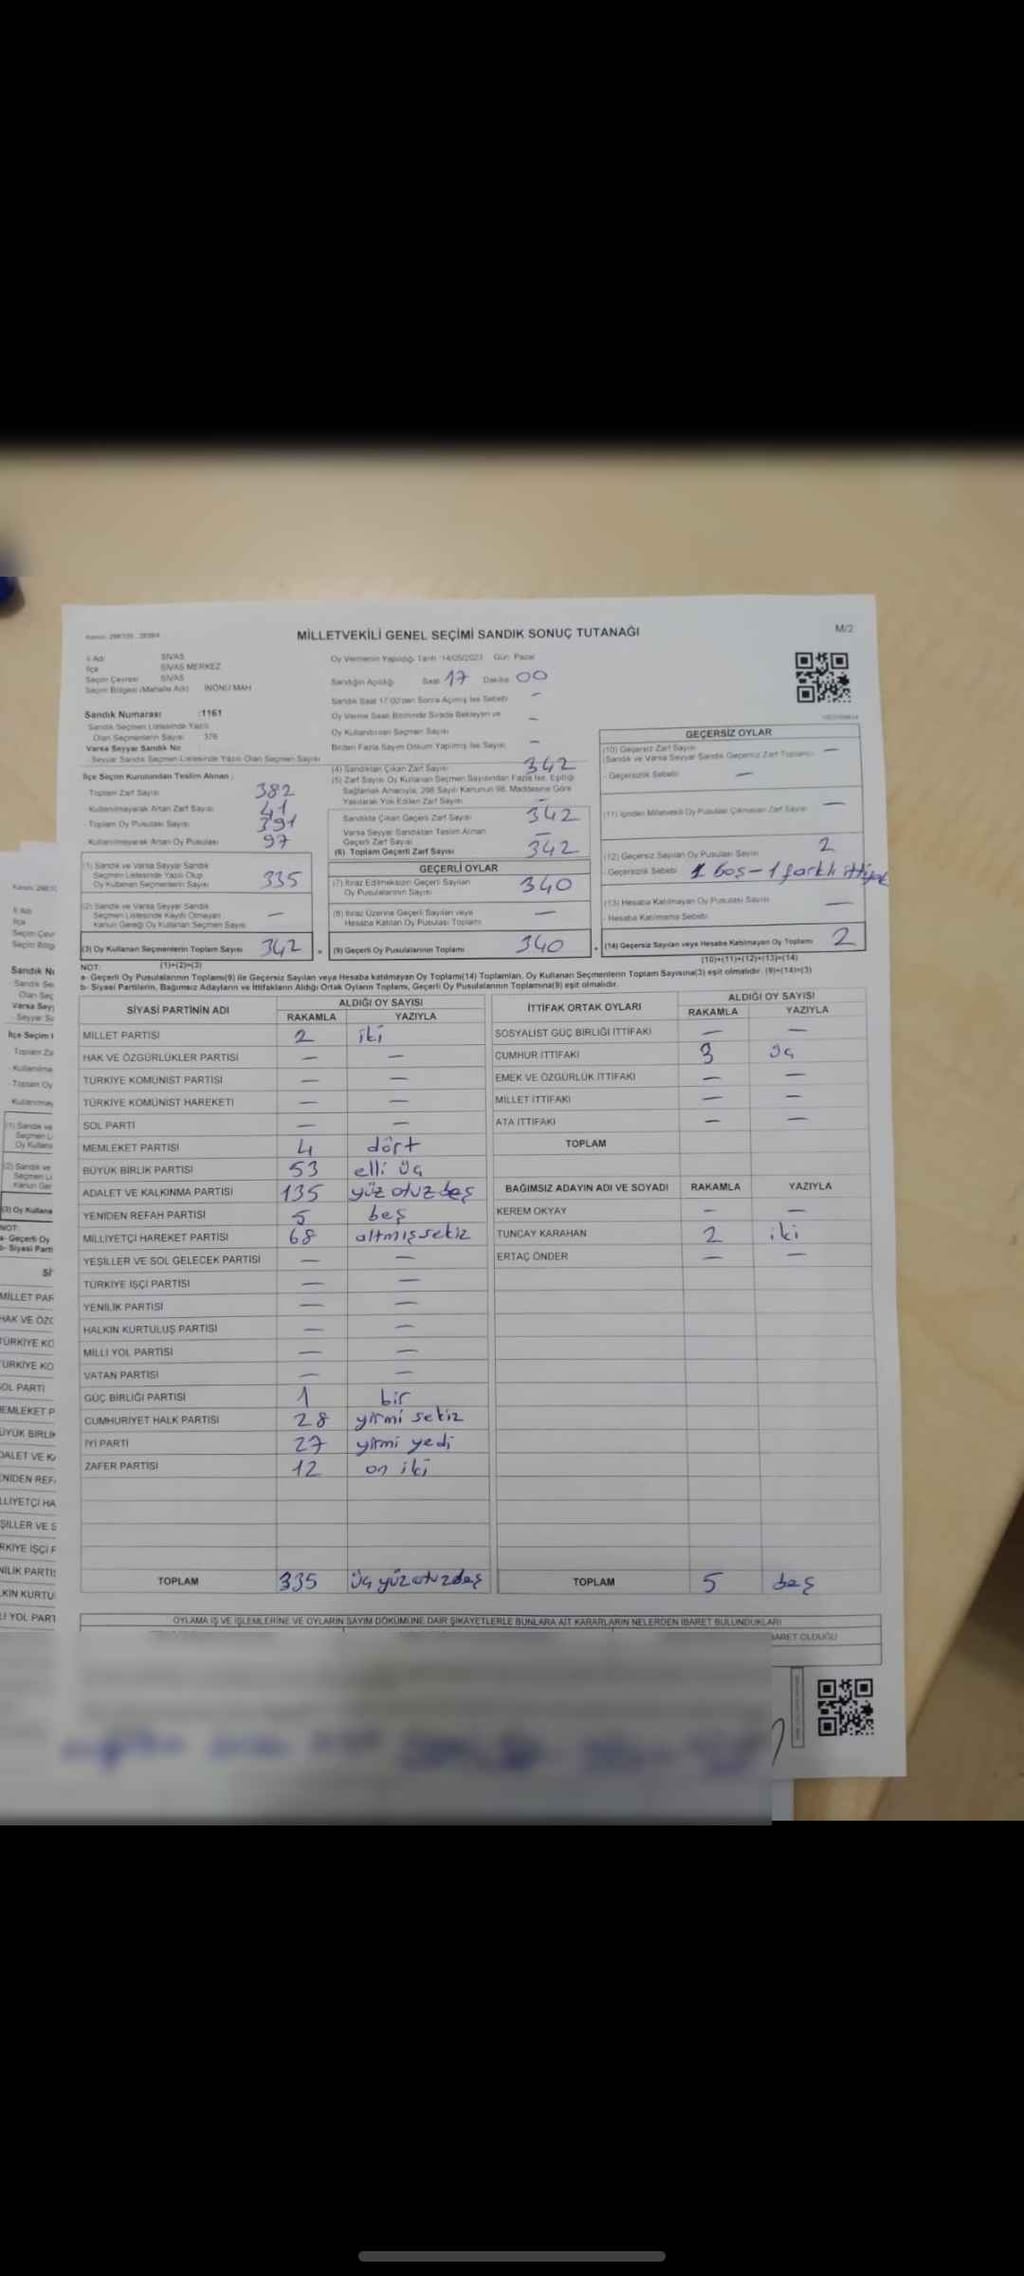 Kanun: 298/105 , 2839/4
MİLLETVEKİLİ GENEL SEÇİMİ SANDIK SONUÇ TUTANAĞI
M/2
İl Adı SİVAS
İlçe SİVAS MERKEZ
Seçim Çevresi SİVAS
Seçim Bölgesi (Mahalle Adı) İNÖNÜ MAH
Oy Vermenin Yapıldığı Tarih :14/05/2023 Gün: Pazar
Sandığın Açıldığı Saat 17 Dakika 00
Sandık Saat 17:00'den Sonra Açılmış İse Sebebi —
Oy Verme Saati Bitiminde Sırada Bekleyen ve
Oy Kullandırılan Seçmen Sayısı —
Birden Fazla Sayım Döküm Yapılmış İse Sayısı —
Sandık Numarası :1161
Sandık Seçmen Listesinde Yazılı
Olan Seçmenlerin Sayısı : 376
Varsa Seyyar Sandık No
Seyyar Sandık Seçmen Listesinde Yazılı Olan Seçmen Sayısı
İlçe Seçim Kurulundan Teslim Alınan ;
Toplam Zarf Sayısı 382
Kullanılmayarak Artan Zarf Sayısı 41
Toplam Oy Pusulası Sayısı 391
Kullanılmayarak Artan Oy Pusulası 97
(1) Sandık ve Varsa Seyyar Sandık
Seçmen Listesinde Yazılı Olup
Oy Kullanan Seçmenlerin Sayısı 335
(2) Sandık ve Varsa Seyyar Sandık
Seçmen Listesinde Kaydı Olmayan
Kanun Gereği Oy Kullanan Seçmen Sayısı —
(3) Oy Kullanan Seçmenlerin Toplam Sayısı 342
(1)+(2)=(3)
(4) Sandıktan Çıkan Zarf Sayısı 342
(5) Zarf Sayısı Oy Kullanan Seçmen Sayısından Fazla İse, Eşitliği
Sağlamak Amacıyla, 298 Sayılı Kanunun 98. Maddesine Göre
Yakılarak Yok Edilen Zarf Sayısı —
Sandıkta Çıkan Geçerli Zarf Sayısı 342
Varsa Seyyar Sandıktan Teslim Alınan
Geçerli Zarf Sayısı —
(6) Toplam Geçerli Zarf Sayısı 342
GEÇERLİ OYLAR
(7) İtiraz Edilmeksizin Geçerli Sayılan
Oy Pusulalarının Sayısı 340
(8) İtiraz Üzerine Geçerli Sayılan veya
Hesaba Katılan Oy Pusulası Toplamı —
(9) Geçerli Oy Pusulalarının Toplamı 340
GEÇERSİZ OYLAR
(10) Geçersiz Zarf Sayısı
(Sandık ve Varsa Seyyar Sandık Geçersiz Zarf Toplamı) —
Geçersizlik Sebebi —
(11) İçinden Milletvekili Oy Pusulası Çıkmayan Zarf Sayısı —
(12) Geçersiz Sayılan Oy Pusulası Sayısı 2
Geçersizlik Sebebi 1 boş - 1 farklı ittifak
(13) Hesaba Katılmayan Oy Pusulası Sayısı —
Hesaba Katılmama Sebebi
(14) Geçersiz Sayılan veya Hesaba Katılmayan Oy Toplamı 2
(10)+(11)+(12)+(13)=(14)
NOT:
a- Geçerli Oy Pusulalarının Toplamı(9) ile Geçersiz Sayılan veya Hesaba katılmayan Oy Toplamı(14) Toplamları, Oy Kullanan Seçmenlerin Toplam Sayısına(3) eşit olmalıdır. (9)+(14)=(3)
b- Siyasi Partilerin, Bağımsız Adayların ve İttifakların Aldığı Ortak Oyların Toplamı, Geçerli Oy Pusulalarının Toplamına(9) eşit olmalıdır.
SİYASİ PARTİNİN ADI ALDIĞI OY SAYISI
RAKAMLA YAZIYLA
MİLLET PARTİSİ 2 iki
HAK VE ÖZGÜRLÜKLER PARTİSİ — —
TÜRKİYE KOMÜNİST PARTİSİ — —
TÜRKİYE KOMÜNİST HAREKETİ — —
SOL PARTİ — —
MEMLEKET PARTİSİ 4 dört
BÜYÜK BİRLİK PARTİSİ 53 elli üç
ADALET VE KALKINMA PARTİSİ 135 yüz otuz beş
YENİDEN REFAH PARTİSİ 5 beş
MİLLİYETÇİ HAREKET PARTİSİ 68 altmışsekiz
YEŞİLLER VE SOL GELECEK PARTİSİ — —
TÜRKİYE İŞÇİ PARTİSİ — —
YENİLİK PARTİSİ — —
HALKIN KURTULUŞ PARTİSİ — —
MİLLİ YOL PARTİSİ — —
VATAN PARTİSİ — —
GÜÇ BİRLİĞİ PARTİSİ 1 bir
CUMHURİYET HALK PARTİSİ 28 yirmi sekiz
İYİ PARTİ 27 yirmi yedi
ZAFER PARTİSİ 12 on iki
TOPLAM 335 üç yüz otuzbeş
İTTİFAK ORTAK OYLARI ALDIĞI OY SAYISI
RAKAMLA YAZIYLA
SOSYALİST GÜÇ BİRLİĞİ İTTİFAKI — —
CUMHUR İTTİFAKI 3 üç
EMEK VE ÖZGÜRLÜK İTTİFAKI — —
MİLLET İTTİFAKI — —
ATA İTTİFAKI — —
TOPLAM
BAĞIMSIZ ADAYIN ADI VE SOYADI RAKAMLA YAZIYLA
KEREM OKYAY — —
TUNCAY KARAHAN 2 iki
ERTAÇ ÖNDER — —
TOPLAM 5 beş
OYLAMA İŞ VE İŞLEMLERİNE VE OYLARIN SAYIM DÖKÜMÜNE DAİR ŞİKAYETLERLE BUNLARA AİT KARARLARIN NELERDEN İBARET BULUNDUKLARI
İBARET OLDUĞU